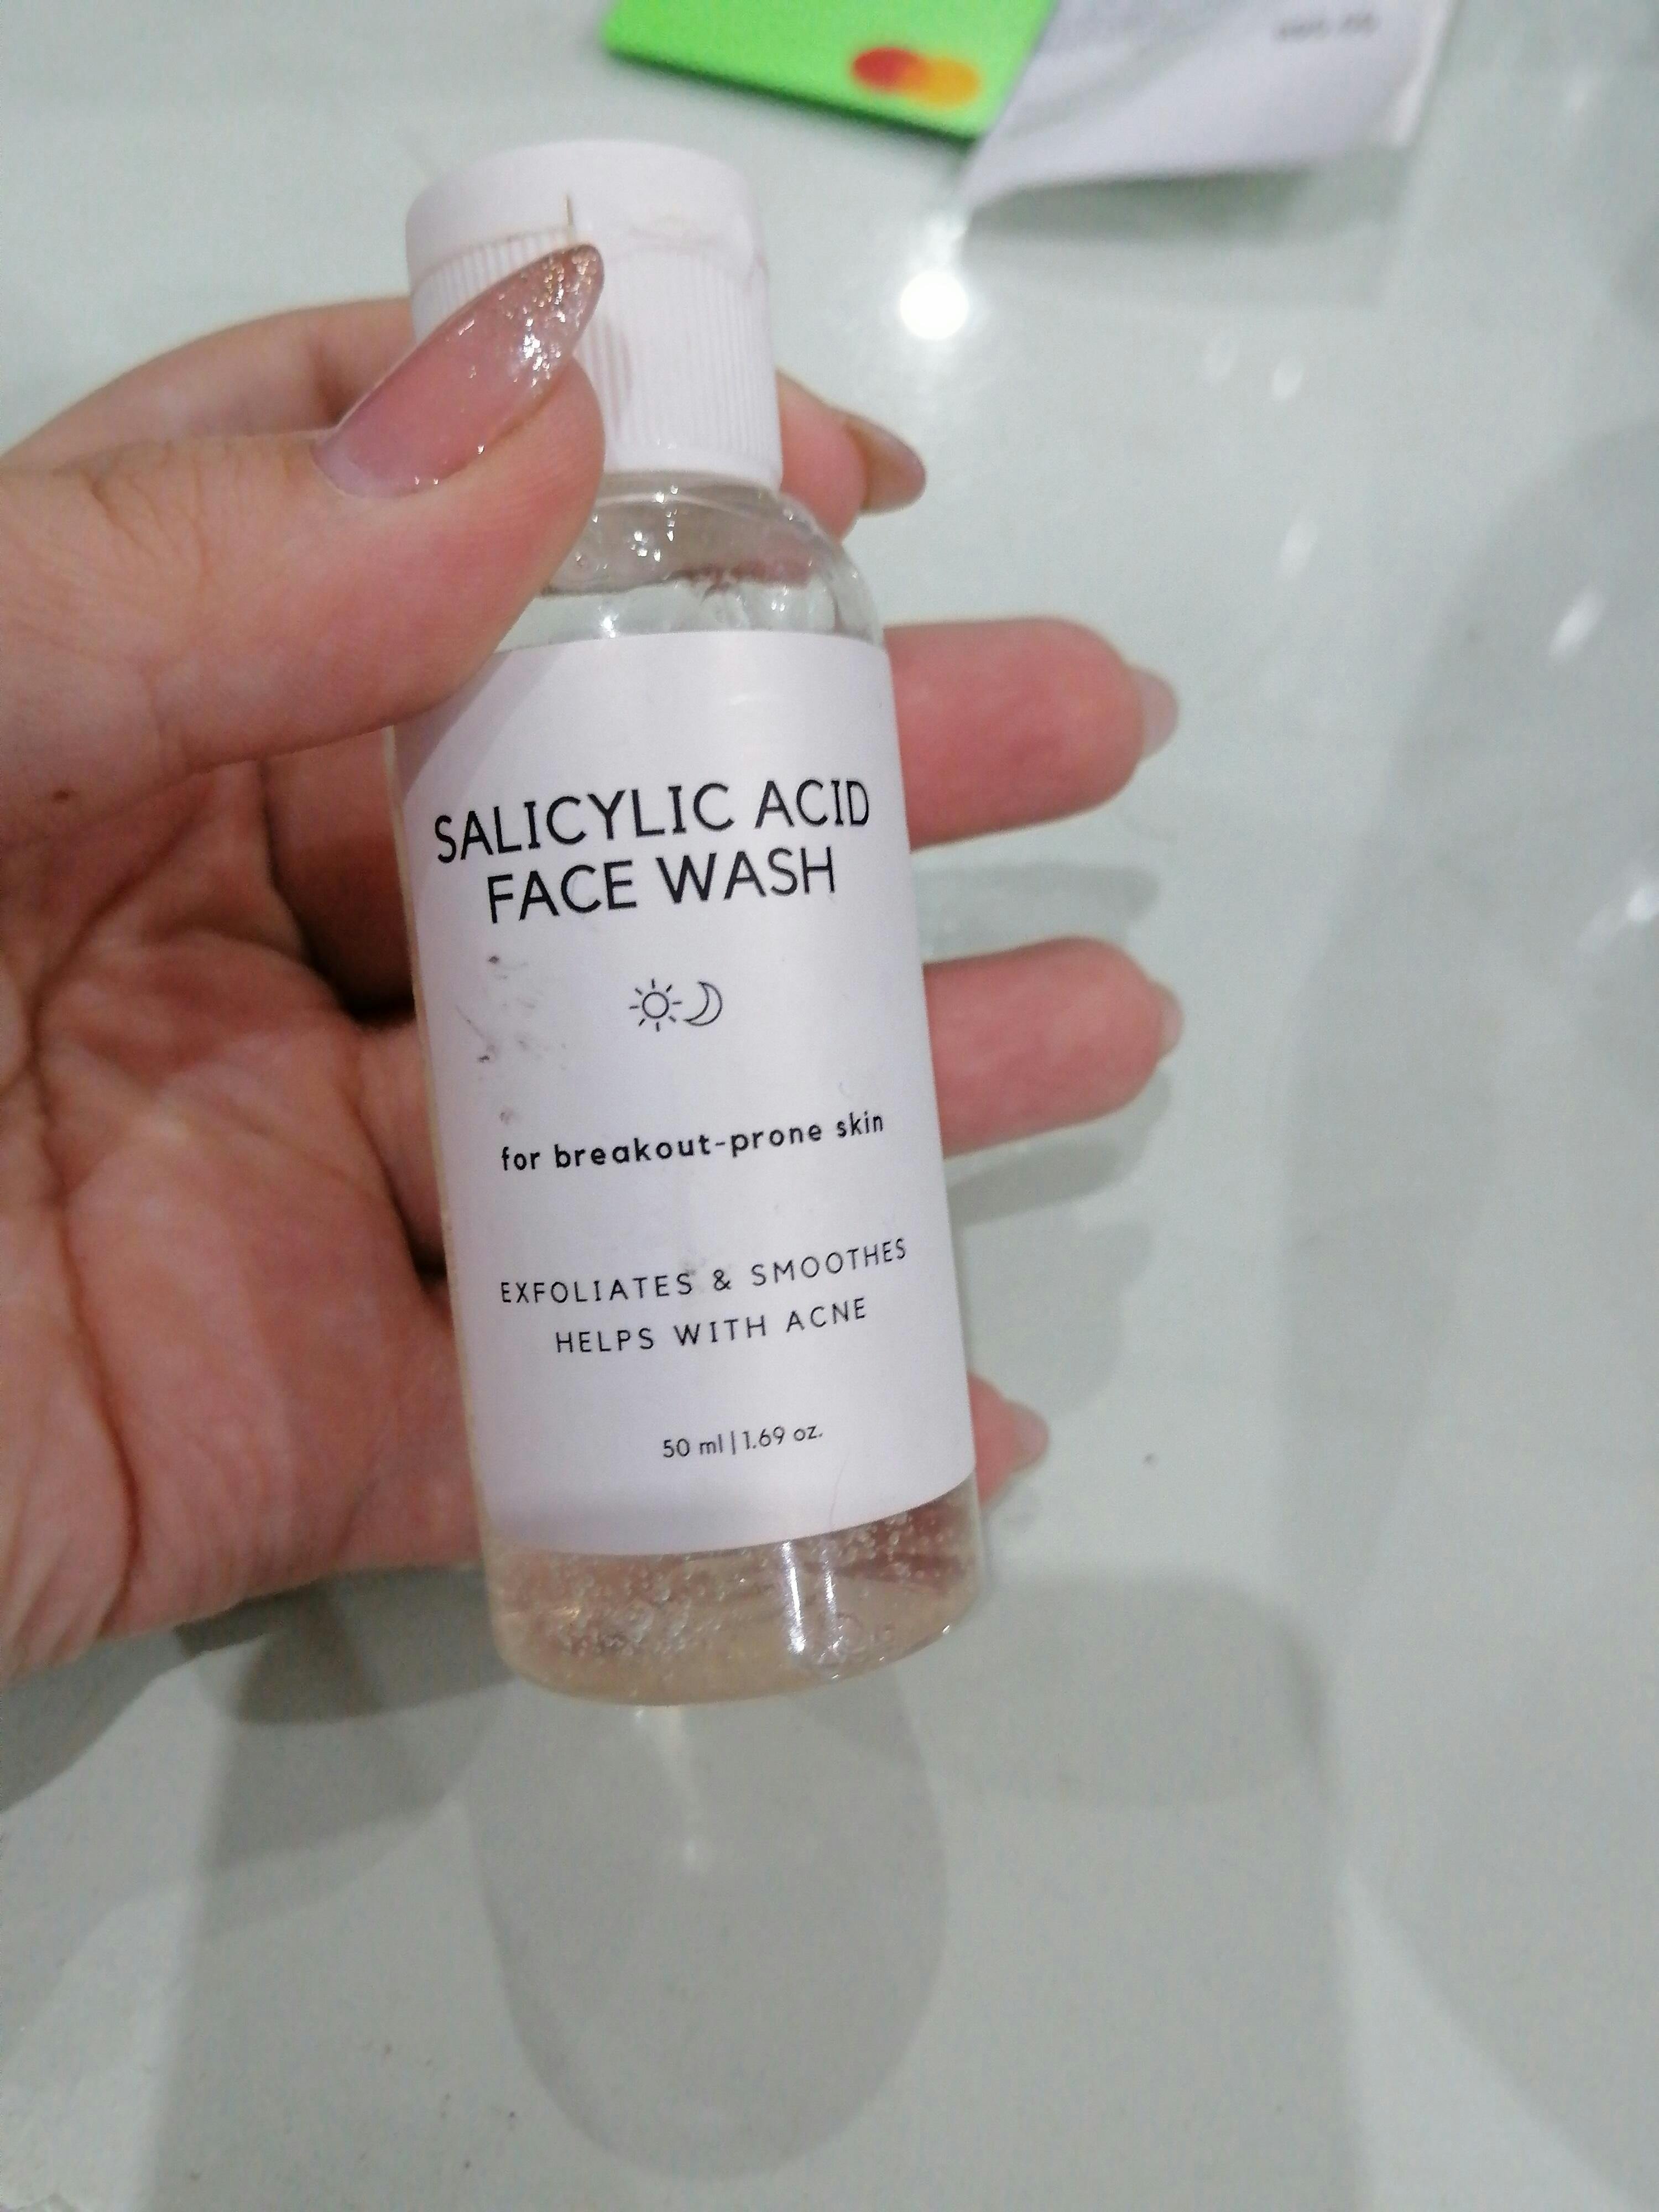 SALICYLIC ACID
FACE WASH
for breakout-prone skin
EXFOLIATES & SMOOTHES
HELPS WITH ACNE
50 ml | 1.69 oz.